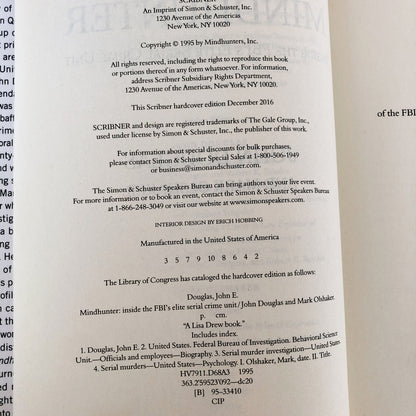 SCRIBNER
An Imprint of Simon & Schuster, Inc.
1230 Avenue of the Americas
New York, NY 10020
Copyright © 1995 by Mindhunters, Inc.
All rights reserved, including the right to reproduce this book
or portions thereof in any form whatsoever. For information,
address Scribner Subsidiary Rights Department,
1230 Avenue of the Americas, New York, NY 10020.
This Scribner hardcover edition December 2016
SCRIBNER and design are registered trademarks of The Gale Group, Inc.,
used under license by Simon & Schuster, Inc., the publisher of this work.
For information about special discounts for bulk purchases,
please contact Simon & Schuster Special Sales at 1-800-506-1949
or business@simonandschuster.com.
The Simon & Schuster Speakers Bureau can bring authors to your live event.
For more information or to book an event, contact the Simon & Schuster Speakers Bureau
at 1-866-248-3049 or visit our website at www.simonspeakers.com.
INTERIOR DESIGN BY ERICH HOBBING
Manufactured in the United States of America
3 5 7 9 10 8 6 4 2
The Library of Congress has cataloged the hardcover edition as follows:
Douglas, John E.
Mindhunter: inside the FBI's elite serial crime unit/John Douglas and Mark Olshaker.
p. cm.
"A Lisa Drew book."
Includes index.
1. Douglas, John E. 2. United States. Federal Bureau of Investigation. Behavioral Science
Unit—Officials and employees—Biography. 3. Serial murder investigation—United States.
4. Serial murders—United States—Psychology. I. Olshaker, Mark, date. II. Title.
HV7911.D68A3 1995
363.2'59523'092—dc20
[B] 95-33410
CIP
of the FBI